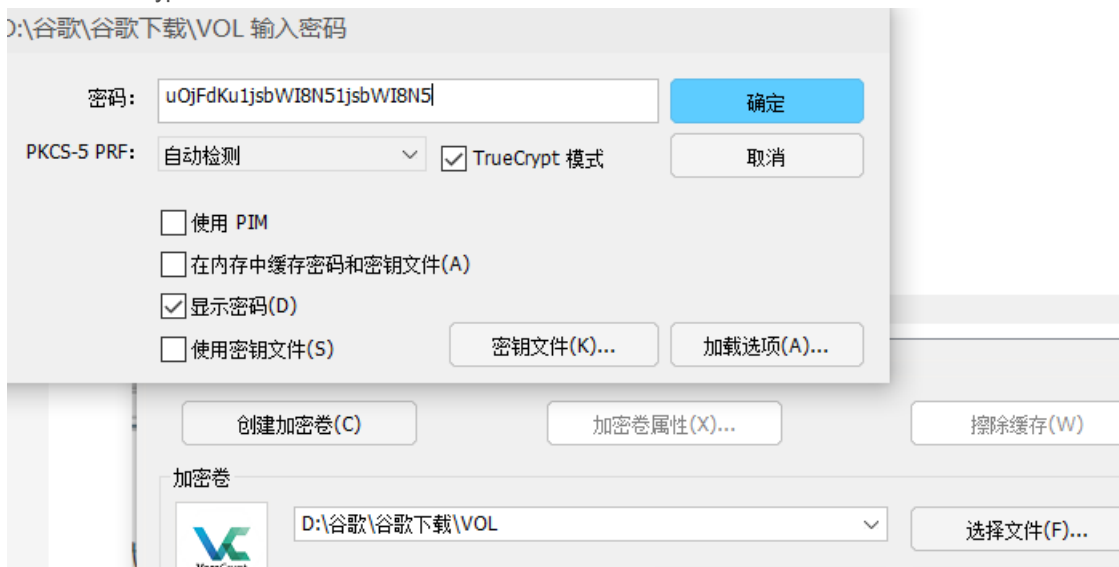 D:\谷歌\谷歌下载\VOL 输入密码
密码: uOjFdKu1jsbWI8N51jsbWI8N5 确定
PKCS-5 PRF: 自动检测 TrueCrypt 模式 取消
使用 PIM
在内存中缓存密码和密钥文件(A)
显示密码(D)
使用密钥文件(S) 密钥文件(K)... 加载选项(A)...
创建加密卷(C) 加密卷属性(X)... 擦除缓存(W)
加密卷
D:\谷歌\谷歌下载\VOL 选择文件(F)...